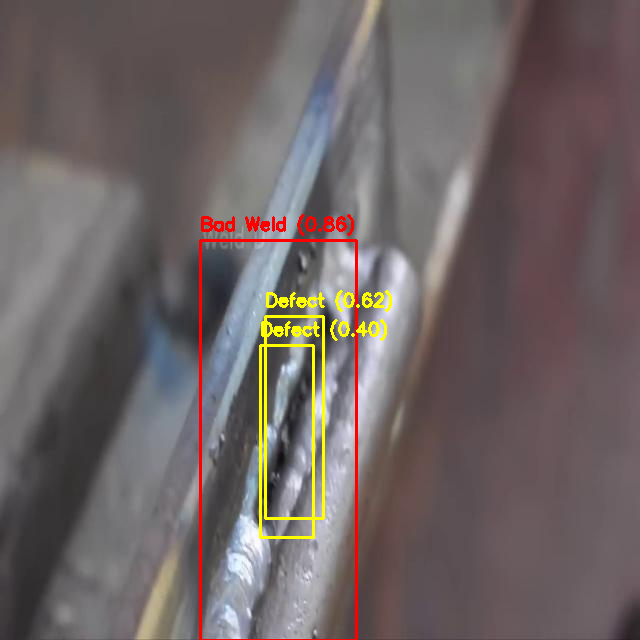 Bad Weld (0.86)
Defect (0.62)
Defect (0.40)